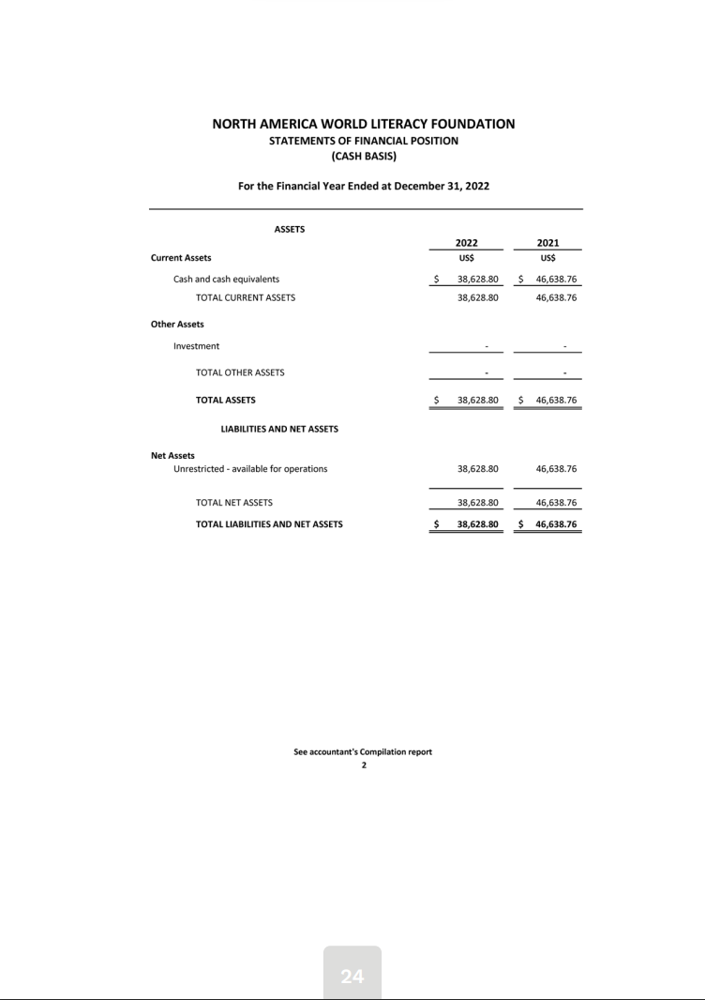 NORTH AMERICA WORLD LITERACY FOUNDATION
STATEMENTS OF FINANCIAL POSITION
(CASH BASIS)
For the Financial Year Ended at December 31, 2022
ASSETS
2022 2021
Current Assets US$ US$
Cash and cash equivalents $ 38,628.80 $ 46,638.76
TOTAL CURRENT ASSETS 38,628.80 46,638.76
Other Assets
Investment - -
TOTAL OTHER ASSETS - -
TOTAL ASSETS $ 38,628.80 $ 46,638.76
LIABILITIES AND NET ASSETS
Net Assets
Unrestricted - available for operations 38,628.80 46,638.76
TOTAL NET ASSETS 38,628.80 46,638.76
TOTAL LIABILITIES AND NET ASSETS $ 38,628.80 $ 46,638.76
See accountant's Compilation report
2
24